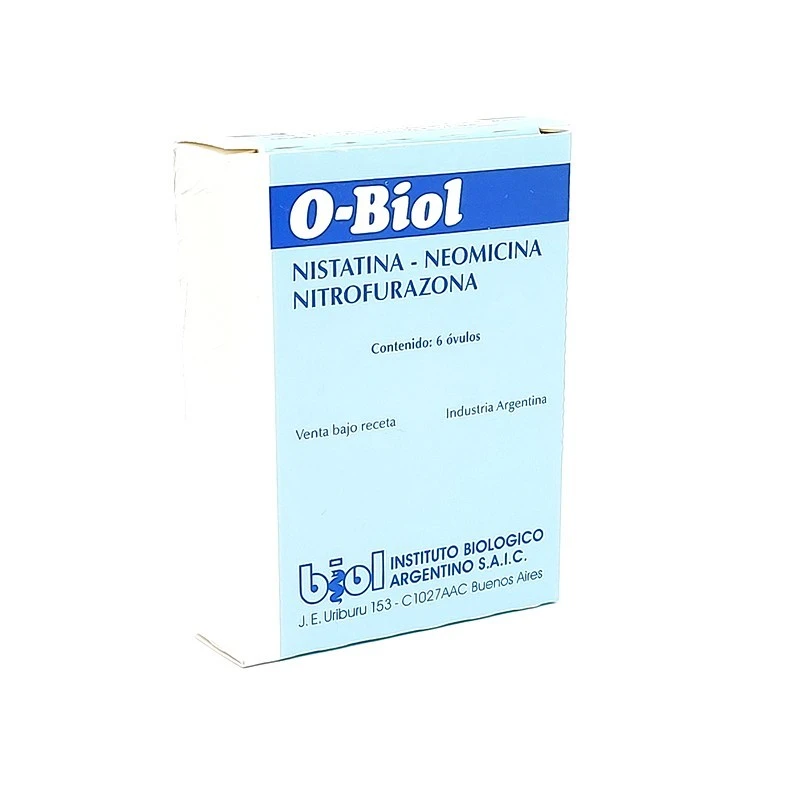 O-Biol
NISTATINA - NEOMICINA
NITROFURAZONA
Contenido: 6 óvulos
Venta bajo receta
Industria Argentina
biol
INSTITUTO BIOLOGICO
ARGENTINO S.A.I.C.
J. E. Uriburu 153 - C1027AAC Buenos Aires